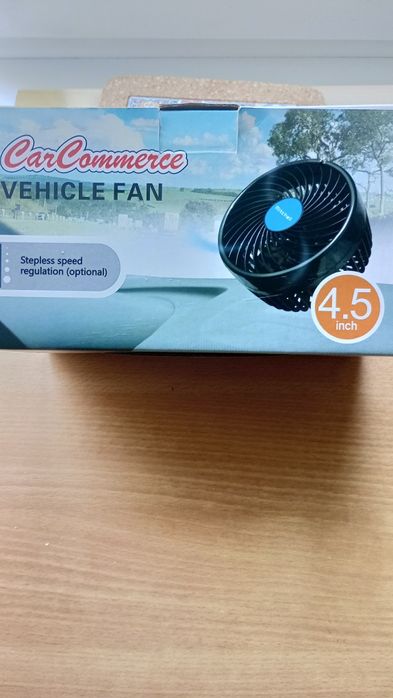 CarCommerce
VEHICLE FAN
Stepless speed
regulation (optional)
4.5
inch